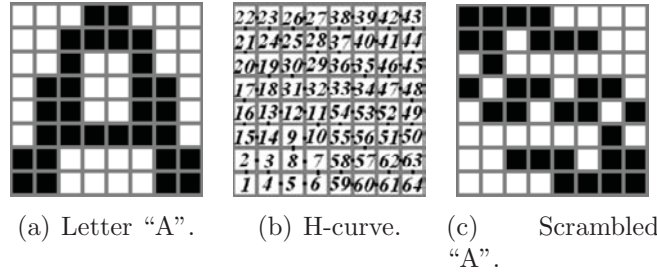 22 23 26 27 38 39 42 43
21 24 25 28 37 40 41 44
20 19 30 29 36 35 46 45
17 18 31 32 33 34 47 48
16 13 12 11 54 53 52 49
15 14 9 10 55 56 51 50
2 3 8 7 58 57 62 63
1 4 5 6 59 60 61 64
(a) Letter “A”.
(b) H-curve.
(c) Scrambled
“A”.